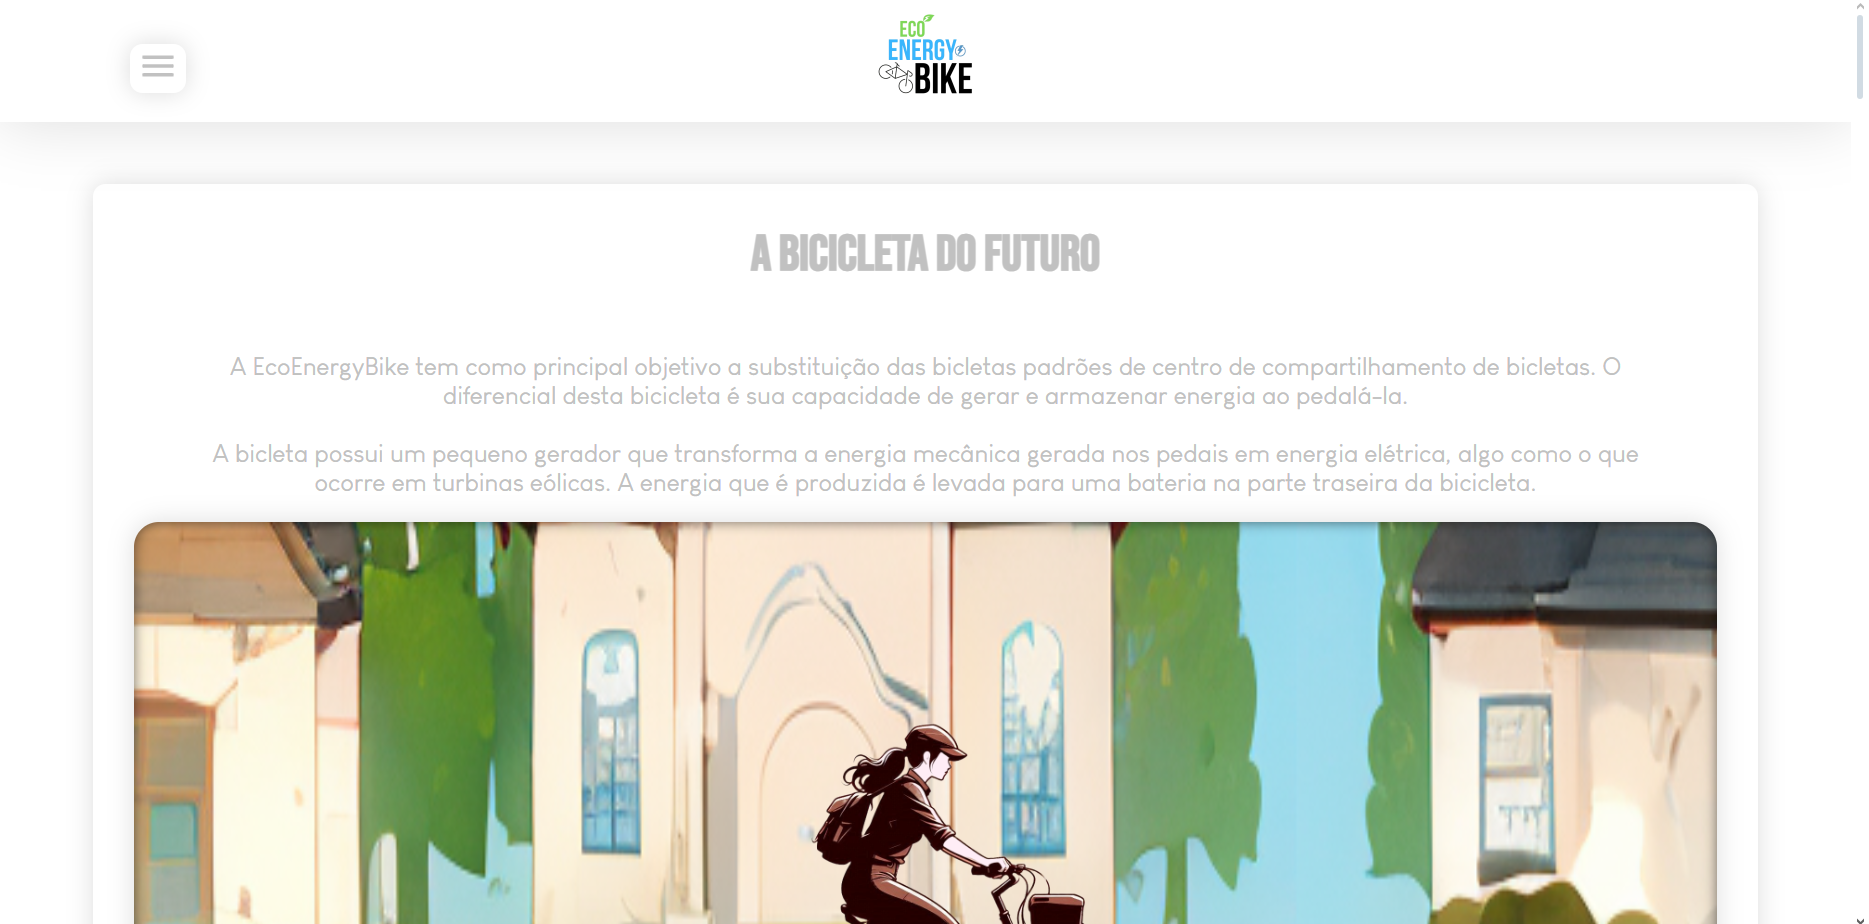 ECO
ENERGY
BIKE
A BICICLETA DO FUTURO
A EcoEnergyBike tem como principal objetivo a substituição das bicletas padrões de centro de compartilhamento de bicletas. O
diferencial desta bicicleta é sua capacidade de gerar e armazenar energia ao pedalá-la.
A bicleta possui um pequeno gerador que transforma a energia mecânica gerada nos pedais em energia elétrica, algo como o que
ocorre em turbinas eólicas. A energia que é produzida é levada para uma bateria na parte traseira da bicicleta.